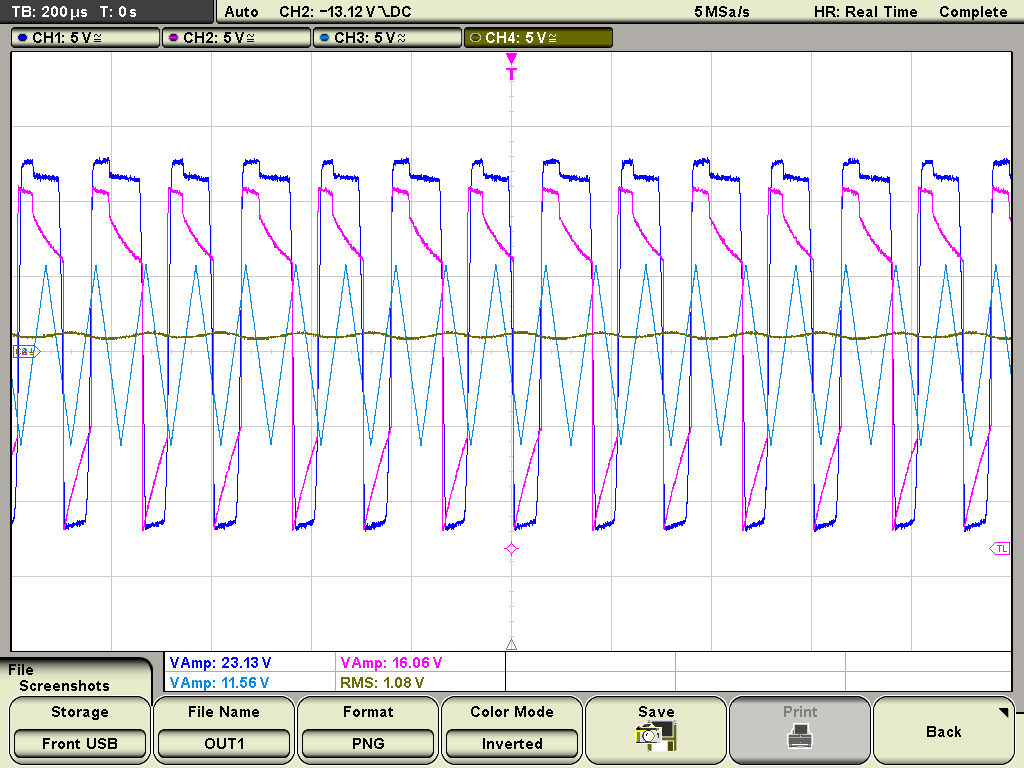 TB: 200 µs T: 0 s Auto CH2: −13.12 V DC 5 MSa/s HR: Real Time Complete
CH1: 5 V≅ CH2: 5 V≅ CH3: 5 V≈ CH4: 5 V≅
T
TL
VAmp: 23.13 V VAmp: 16.06 V
VAmp: 11.56 V RMS: 1.08 V
File
Screenshots
Storage File Name Format Color Mode Save Print
Front USB OUT1 PNG Inverted Back